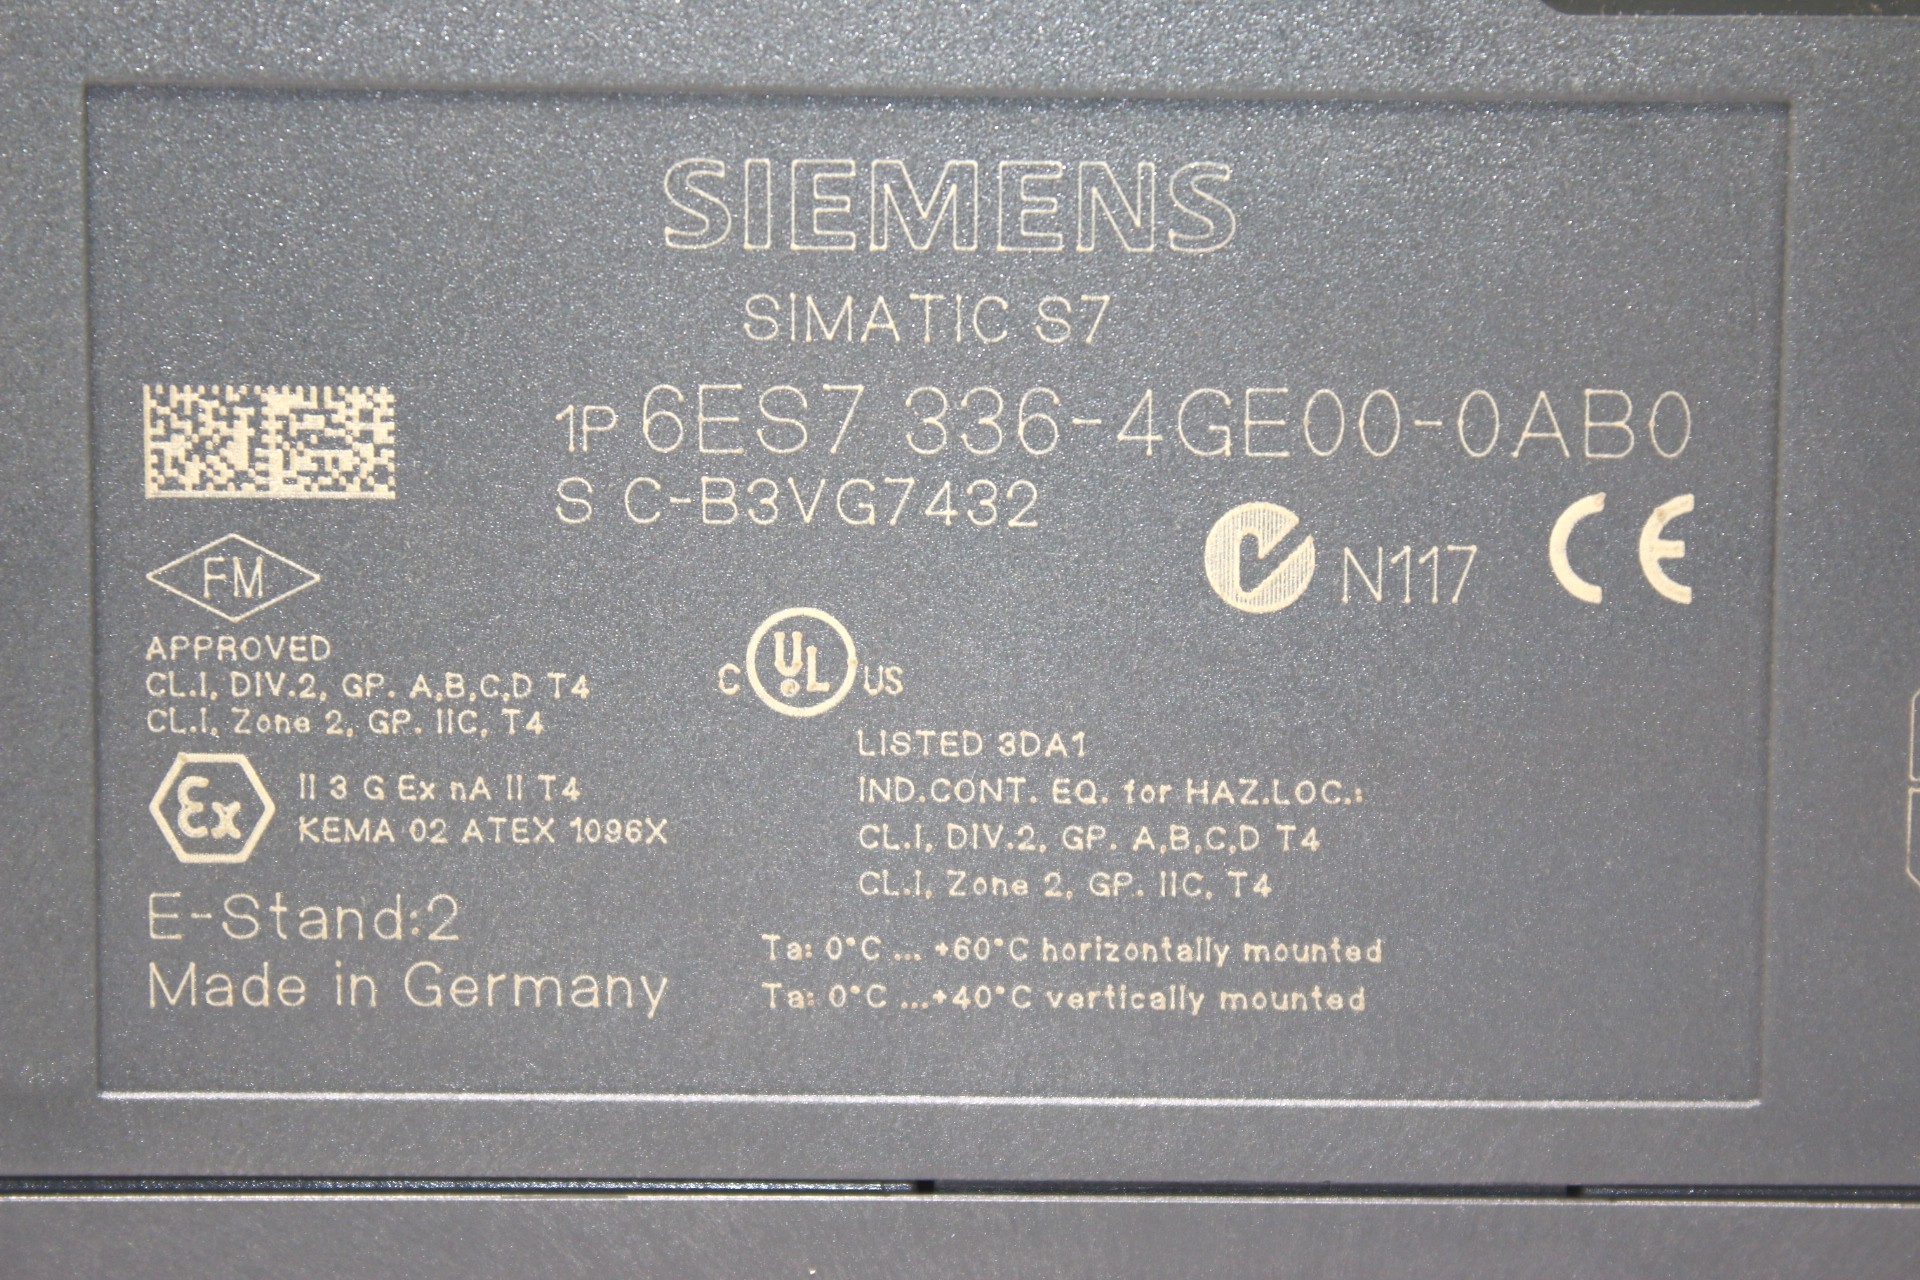 SIEMENS
SIMATIC S7
1P 6ES7 336-4GE00-0AB0
S C-B3VG7432
N117 CE
FM
APPROVED
CL.I, DIV.2, GP. A,B,C,D T4
CL.I, Zone 2, GP. IIC, T4
C UL US
LISTED 3DA1
IND.CONT. EQ. for HAZ.LOC.:
CL.I, DIV.2, GP. A,B,C,D T4
CL.I, Zone 2, GP. IIC, T4
Ex II 3 G Ex nA II T4
KEMA 02 ATEX 1096X
E-Stand:2
Made in Germany
Ta: 0°C ... +60°C horizontally mounted
Ta: 0°C ...+40°C vertically mounted